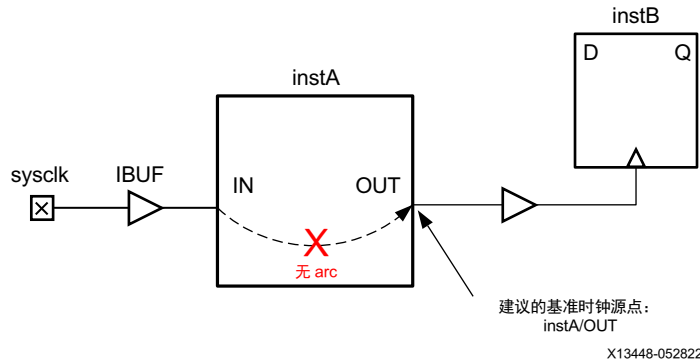 instB
D Q
instA
sysclk
IBUF
IN
OUT
X
无 arc
建议的基准时钟源点：
instA/OUT
X13448-052822